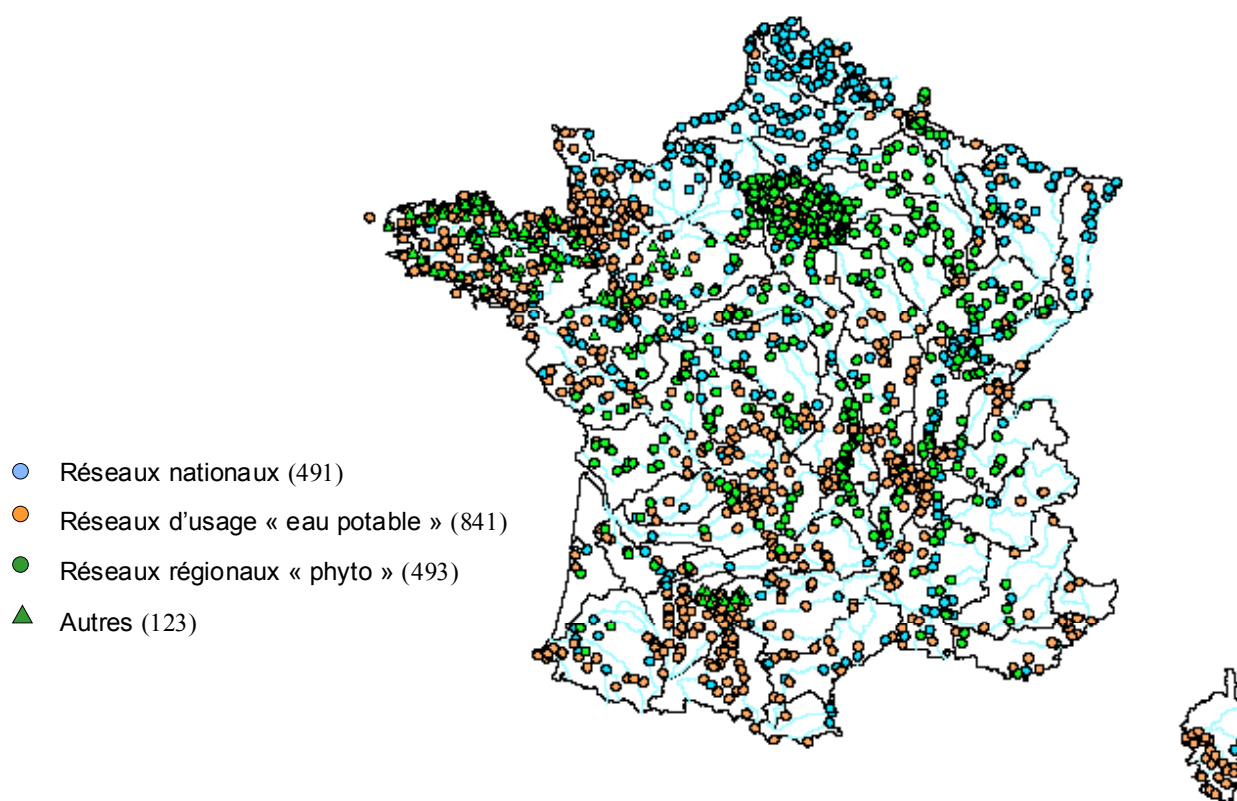 Réseaux nationaux (491)
Réseaux d’usage « eau potable » (841)
Réseaux régionaux « phyto » (493)
Autres (123)